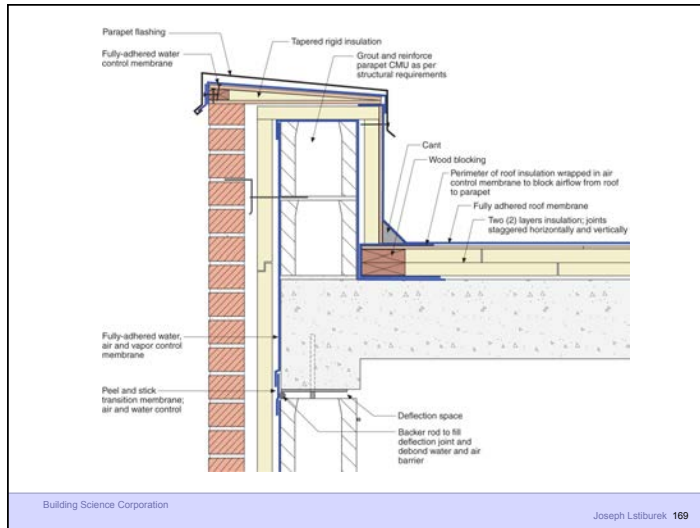 Parapet flashing
Fully-adhered water
control membrane
Tapered rigid insulation
Grout and reinforce
parapet CMU as per
structural requirements
Cant
Wood blocking
Perimeter of roof insulation wrapped in air
control membrane to block airflow from roof
to parapet
Fully adhered roof membrane
Two (2) layers insulation; joints
staggered horizontally and vertically
Fully-adhered water,
air and vapor control
membrane
Peel and stick
transition membrane;
air and water control
Deflection space
Backer rod to fill
deflection joint and
debond water and air
barrier
Building Science Corporation
Joseph Lstiburek 169